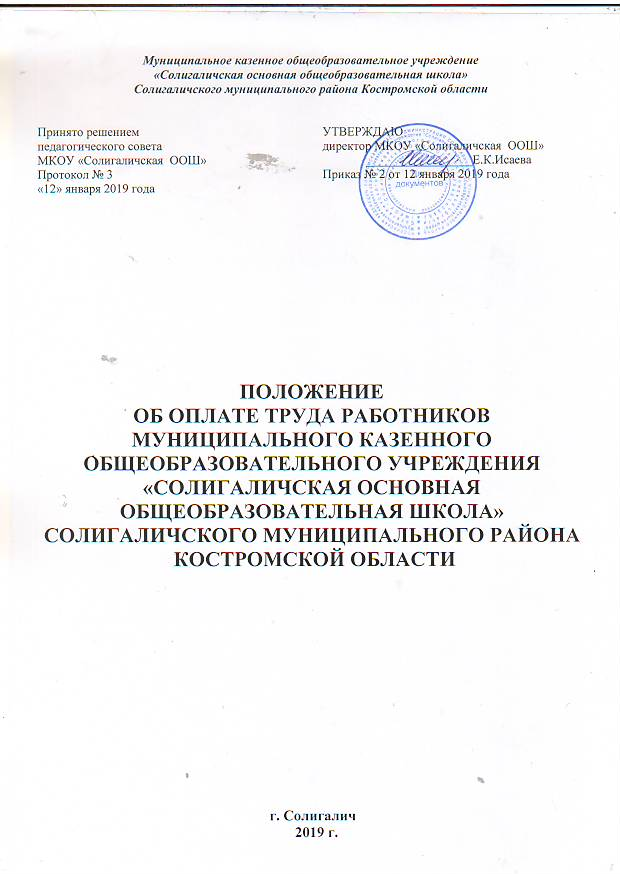 Муниципальное казенное общеобразовательное учреждение
«Солигаличская основная общеобразовательная школа»
Солигаличского муниципального района Костромской области
Принято решением
педагогического совета
МКОУ «Солигаличская ООШ»
Протокол № 3
«12» января 2019 года
УТВЕРЖДАЮ
директор МКОУ «Солигаличская ООШ»
Е.К.Исаева
Приказ № 2 от 12 января 2019 года
документов
ПОЛОЖЕНИЕ
ОБ ОПЛАТЕ ТРУДА РАБОТНИКОВ
МУНИЦИПАЛЬНОГО КАЗЕННОГО
ОБЩЕОБРАЗОВАТЕЛЬНОГО УЧРЕЖДЕНИЯ
«СОЛИГАЛИЧСКАЯ ОСНОВНАЯ
ОБЩЕОБРАЗОВАТЕЛЬНАЯ ШКОЛА»
СОЛИГАЛИЧСКОГО МУНИЦИПАЛЬНОГО РАЙОНА
КОСТРОМСКОЙ ОБЛАСТИ
г. Солигалич
2019 г.